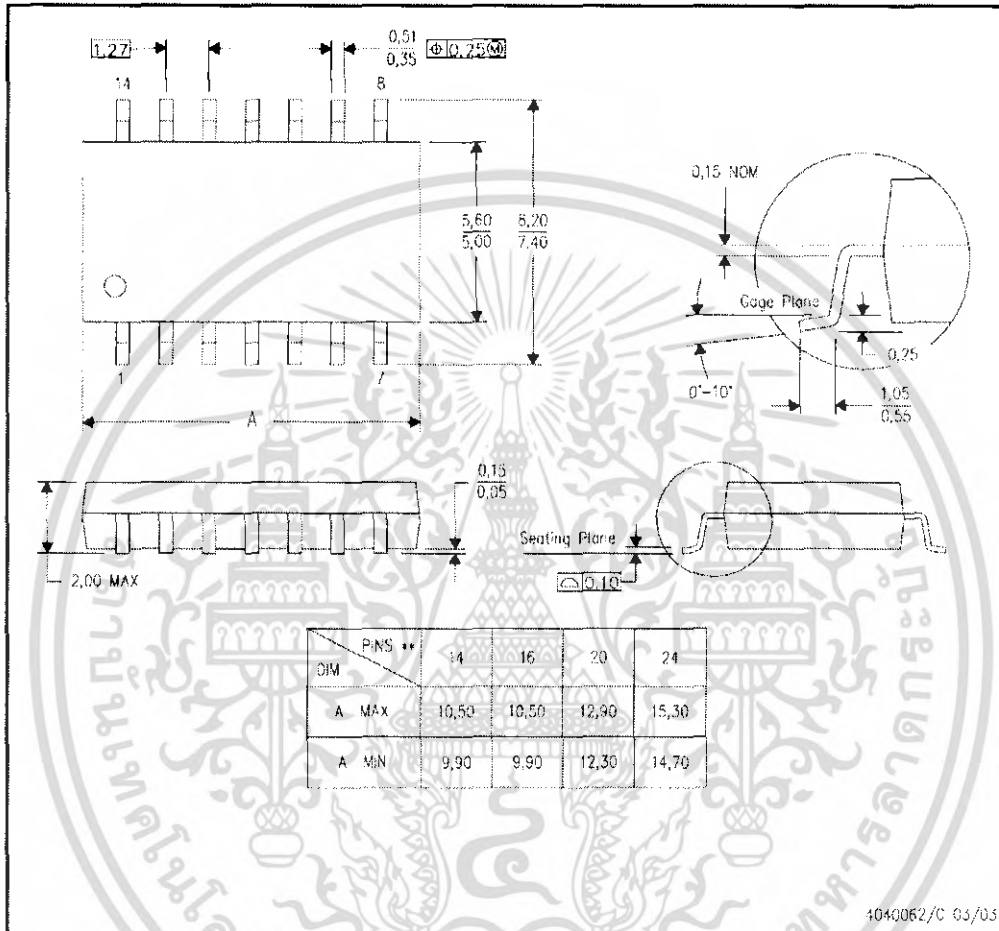 1,27
0,51
0,35
⌖ 0,25 Ⓜ
14
8
5,60
5,00
8,20
7,40
1
7
A
0,15 NOM
Gage Plane
0,25
0°-10°
1,05
0,55
0,15
0,05
2,00 MAX
Seating Plane
⌓ 0,10
PINS **
DIM
14
16
20
24
A MAX
10,50
10,50
12,90
15,30
A MIN
9,90
9,90
12,30
14,70
4040062/C 03/03